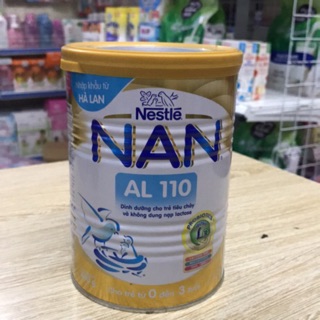 Nhập khẩu từ
HÀ LAN
Nestlé
NAN
AL 110
Dinh dưỡng cho trẻ tiêu chảy
và không dung nạp lactose
PROBIOTICS
0 đến 3